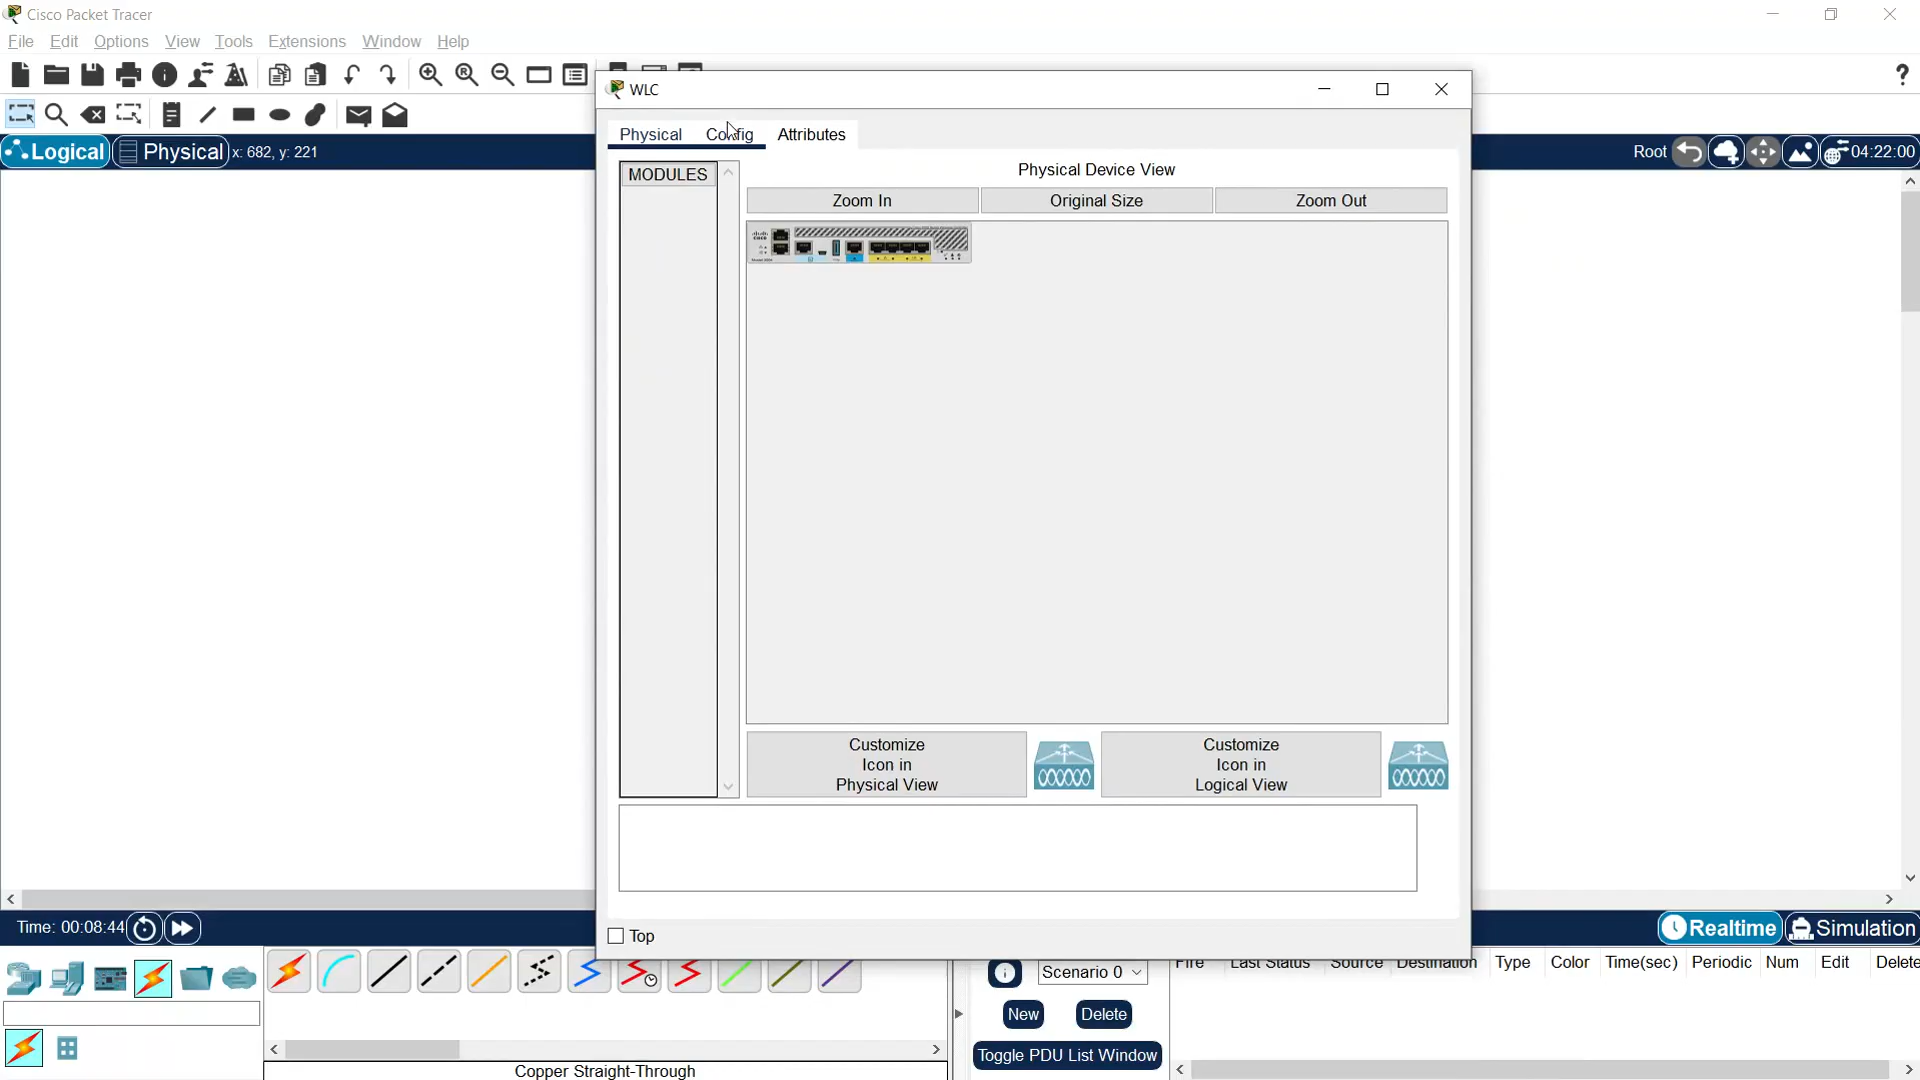 Cisco Packet Tracer
File Edit Options View Tools Extensions Window Help
WLC
Physical Config Attributes
Logical Physical x: 682, y: 221
Root 04:22:00
MODULES
Physical Device View
Zoom In Original Size Zoom Out
Customize
Icon in
Physical View
Customize
Icon in
Logical View
Top
Time: 00:08:44
Realtime Simulation
Scenario 0
Fire Last Status Source Destination Type Color Time(sec) Periodic Num Edit Delete
New Delete
Toggle PDU List Window
Copper Straight-Through